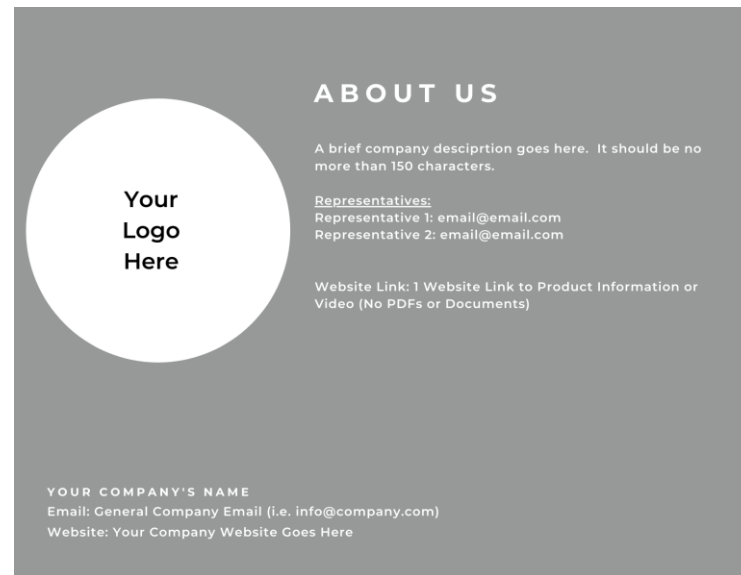 ABOUT US
A brief company desciprtion goes here.  It should be no
more than 150 characters.
Representatives:
Representative 1: email@email.com
Representative 2: email@email.com
Website Link: 1 Website Link to Product Information or
Video (No PDFs or Documents)
Your
Logo
Here
YOUR COMPANY'S NAME
Email: General Company Email (i.e. info@company.com)
Website: Your Company Website Goes Here